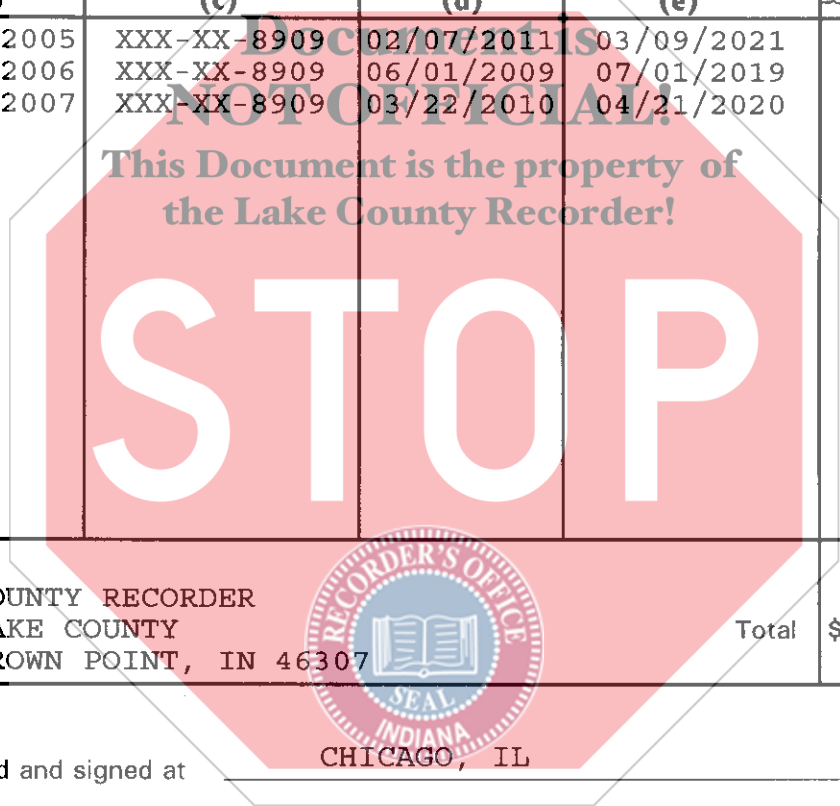 (c) (d) (e)
2005 XXX-XX-8909 02/07/2011 03/09/2021
2006 XXX-XX-8909 06/01/2009 07/01/2019
2007 XXX-XX-8909 03/22/2010 04/21/2020
Document is
NOT OFFICIAL!
This Document is the property of
the Lake County Recorder!
STOP
OUNTY RECORDER
AKE COUNTY
ROWN POINT, IN 46307
Total $
RECORDER'S OFFICE
SEAL
INDIANA
d and signed at CHICAGO, IL